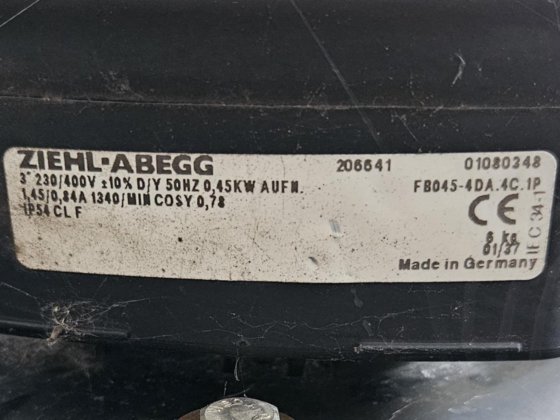 ZIEHL-ABEGG 206641 01080348
3~ 230/400V ±10% D/Y 50HZ 0,45KW AUFN. FB045-4DA.4C.1P
1,45/0,84A 1340/MIN COSY 0,78 CE
IP54 CL F 6 kg
01/37
Made in Germany
IEC 34-1